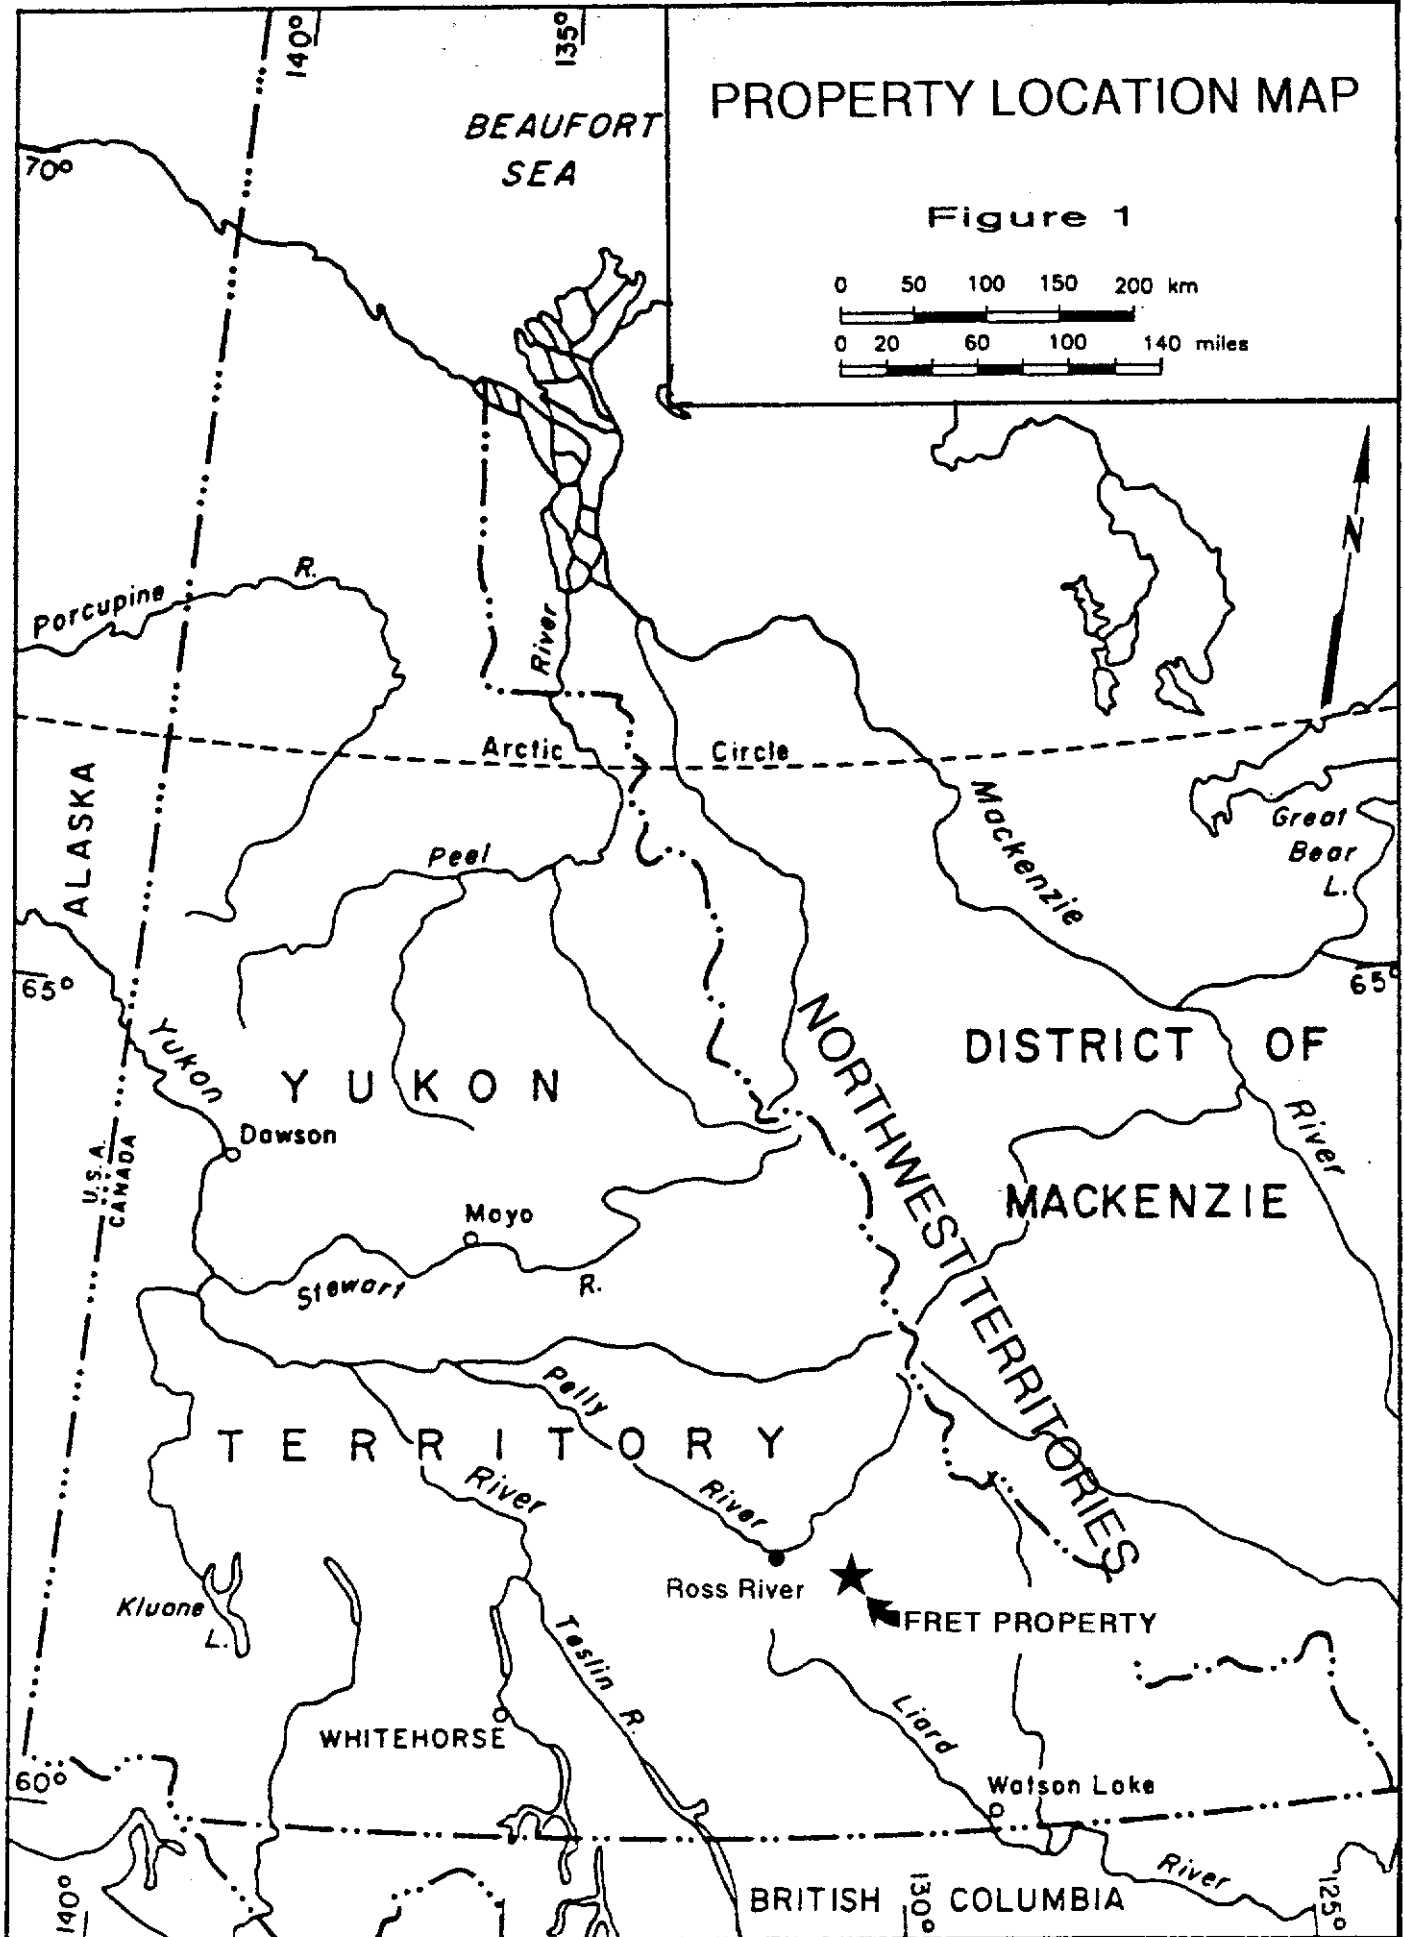 140°
135°
PROPERTY LOCATION MAP
BEAUFORT
SEA
70°
Figure 1
0 50 100 150 200 km
0 20 60 100 140 miles
N
Porcupine R.
River
Arctic Circle
ALASKA
Mackenzie
Great
Bear
L.
Peel
65°
65°
Yukon
YUKON
NORTHWEST TERRITORIES
DISTRICT OF
Dawson
River
U.S.A.
CANADA
MACKENZIE
Mayo
Stewart R.
Pelly
TERRITORY
River
River
Ross River
Kluane
L.
FRET PROPERTY
Teslin R.
Liard
WHITEHORSE
60°
Watson Lake
River
140°
BRITISH COLUMBIA
130°
125°